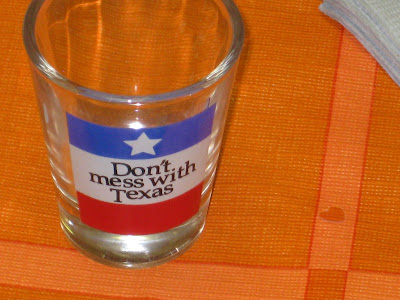 Don't
mess with
Texas